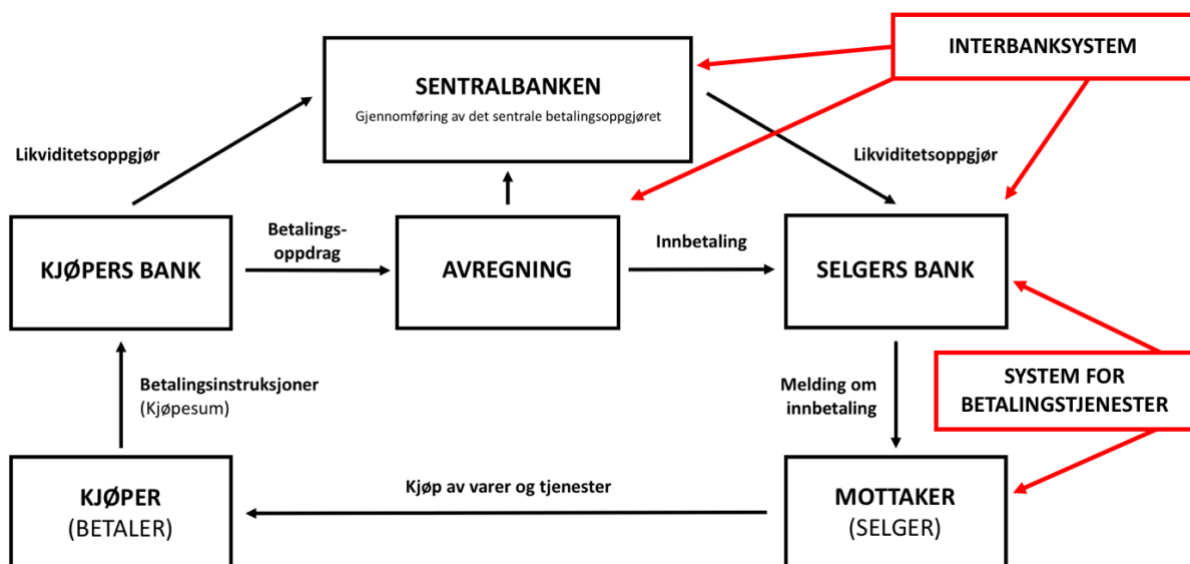 INTERBANKSYSTEM
SENTRALBANKEN
Gjennomføring av det sentrale betalingsoppgjøret
Likviditetsoppgjør
Likviditetsoppgjør
KJØPERS BANK
Betalings-
oppdrag
AVREGNING
Innbetaling
SELGERS BANK
Betalingsinstruksjoner
(Kjøpesum)
Melding om
innbetaling
SYSTEM FOR
BETALINGSTJENESTER
KJØPER
(BETALER)
Kjøp av varer og tjenester
MOTTAKER
(SELGER)